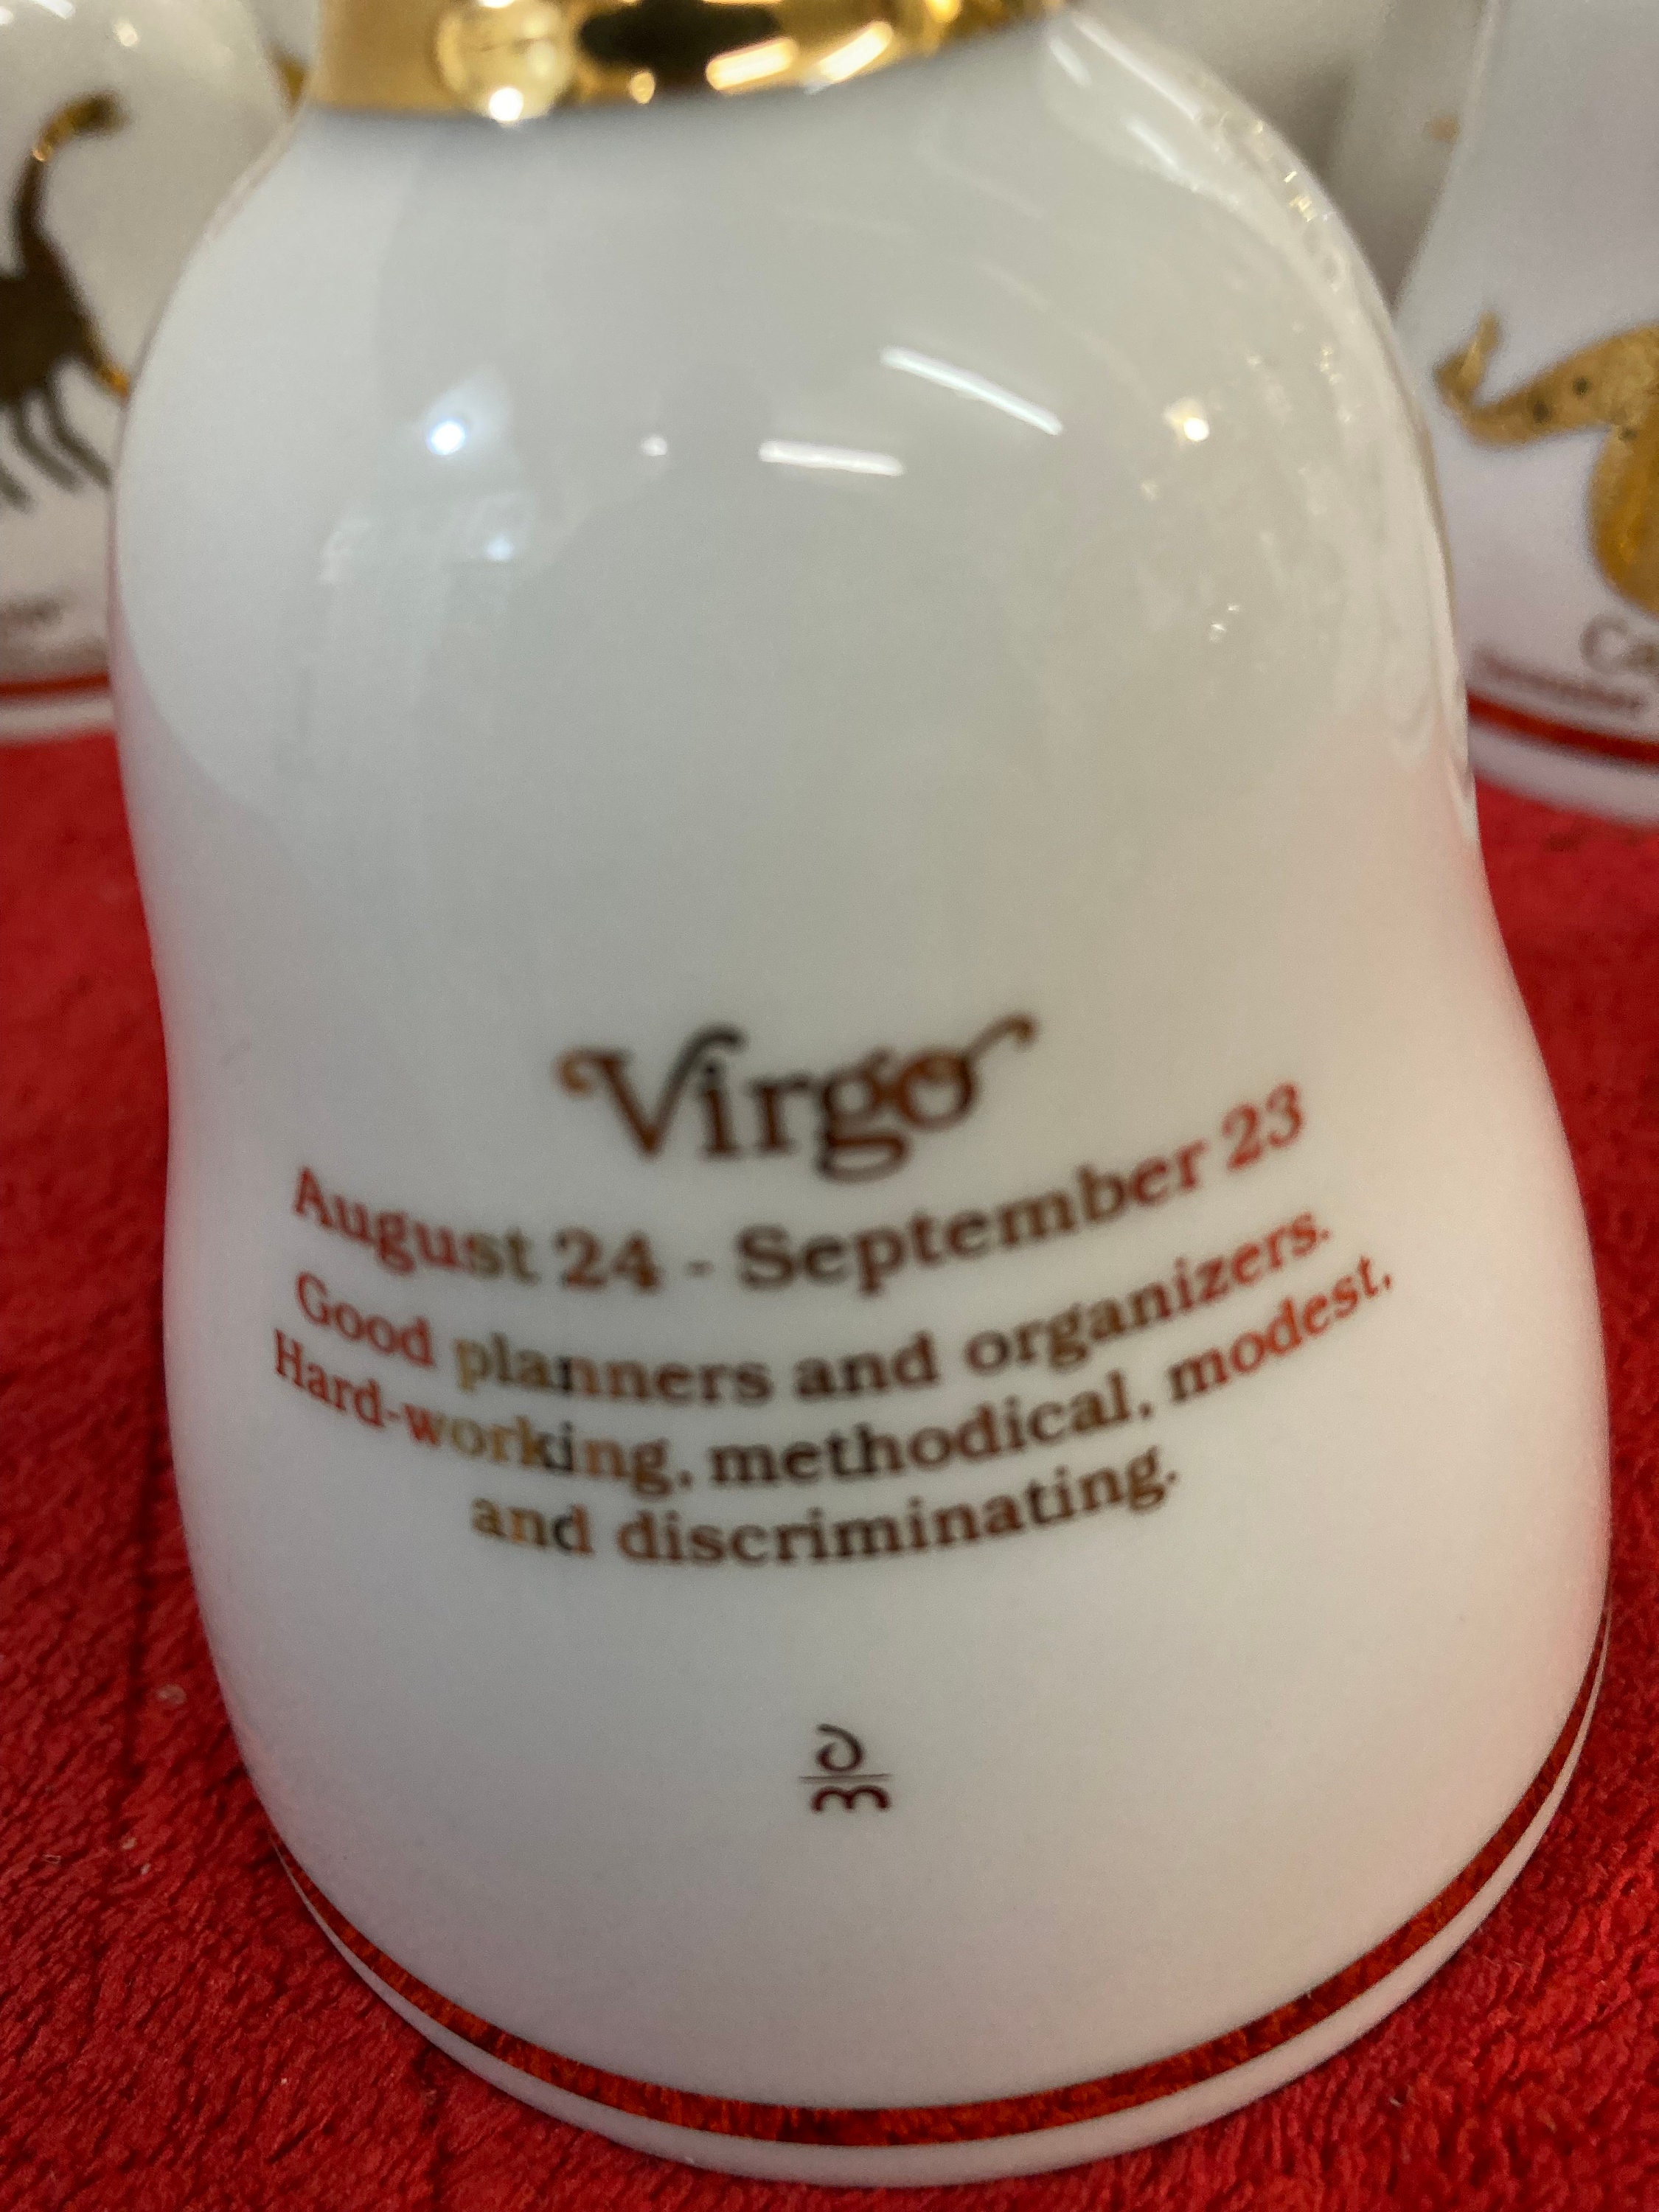 Virgo
August 24 - September 23
Good planners and organizers.
Hard-working, methodical, modest,
and discriminating.